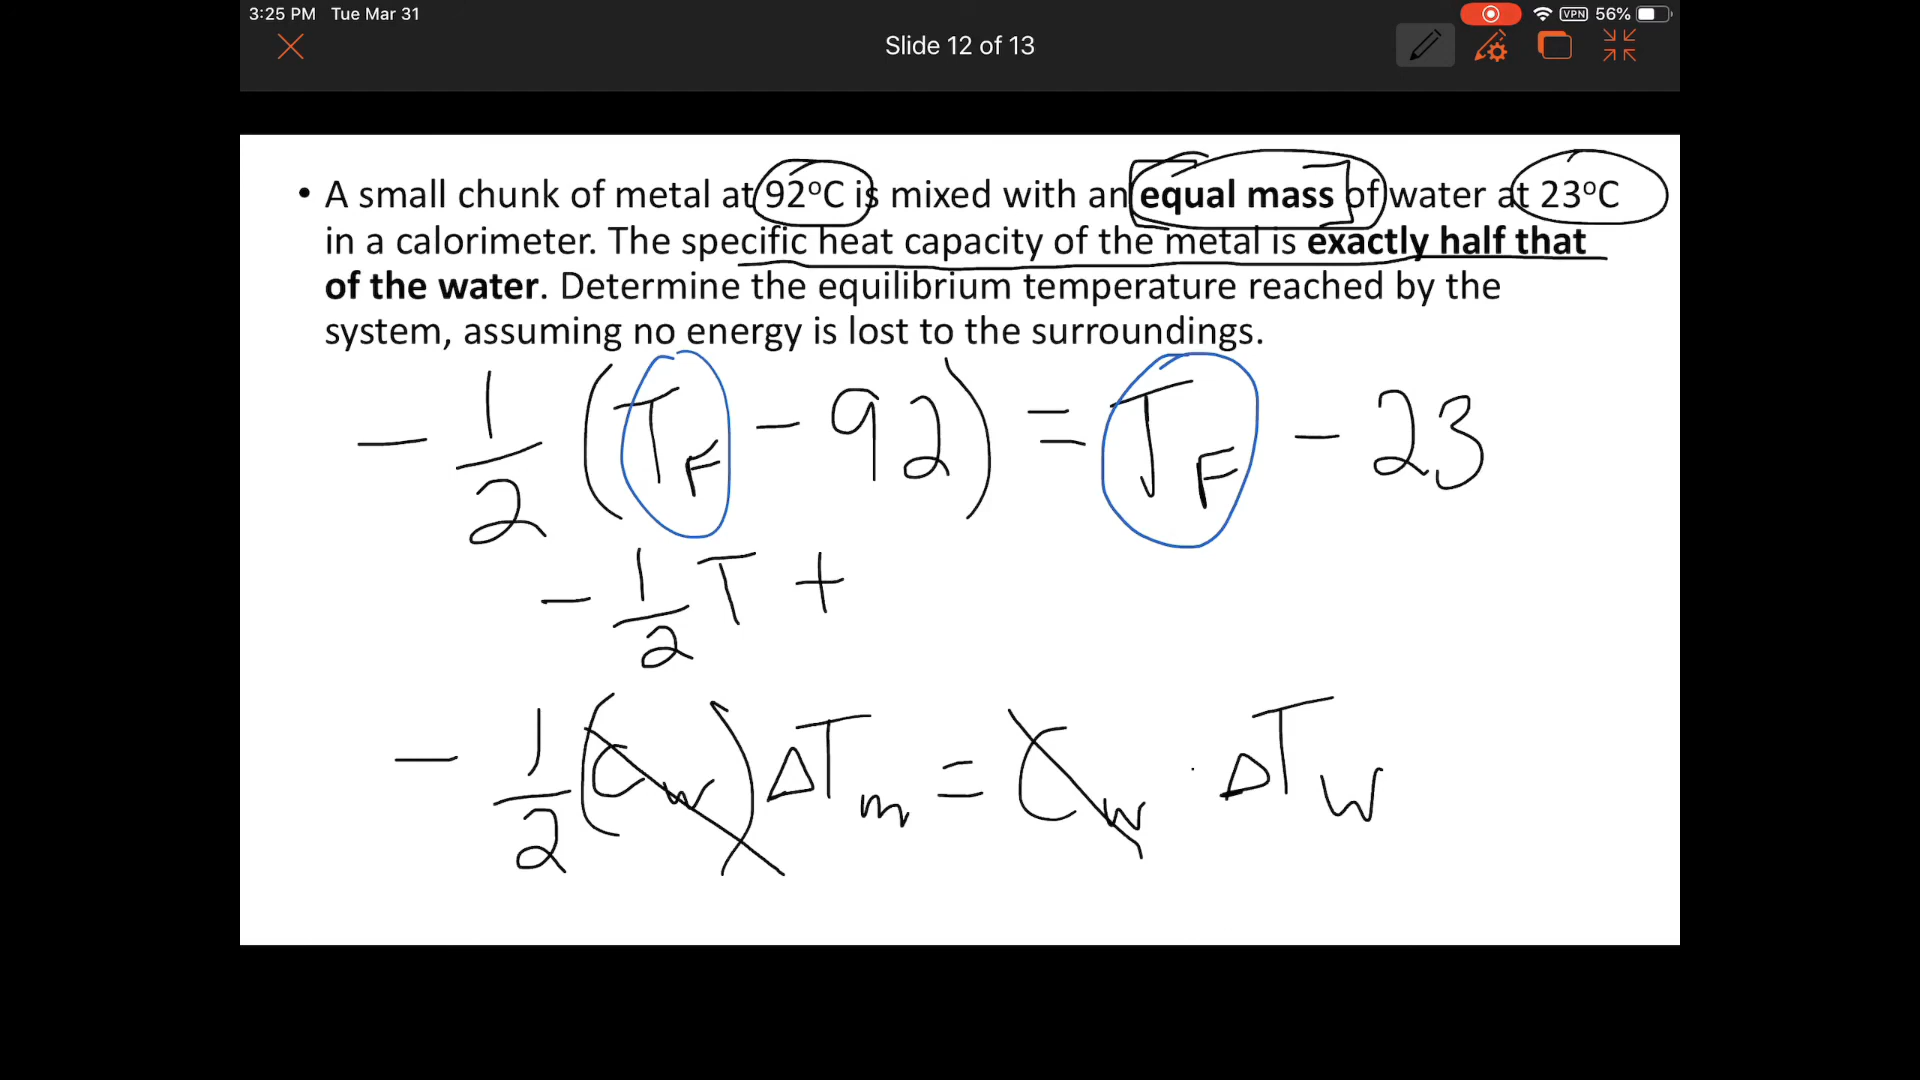 3:25 PM Tue Mar 31 VPN 56%
Slide 12 of 13
• A small chunk of metal at 92°C is mixed with an equal mass of water at 23°C
in a calorimeter. The specific heat capacity of the metal is exactly half that
of the water. Determine the equilibrium temperature reached by the
system, assuming no energy is lost to the surroundings.
- 1/2 (T_F - 92) = T_F - 23
- 1/2 T +
- 1/2 (C_w) ΔT_m = C_w · ΔT_w